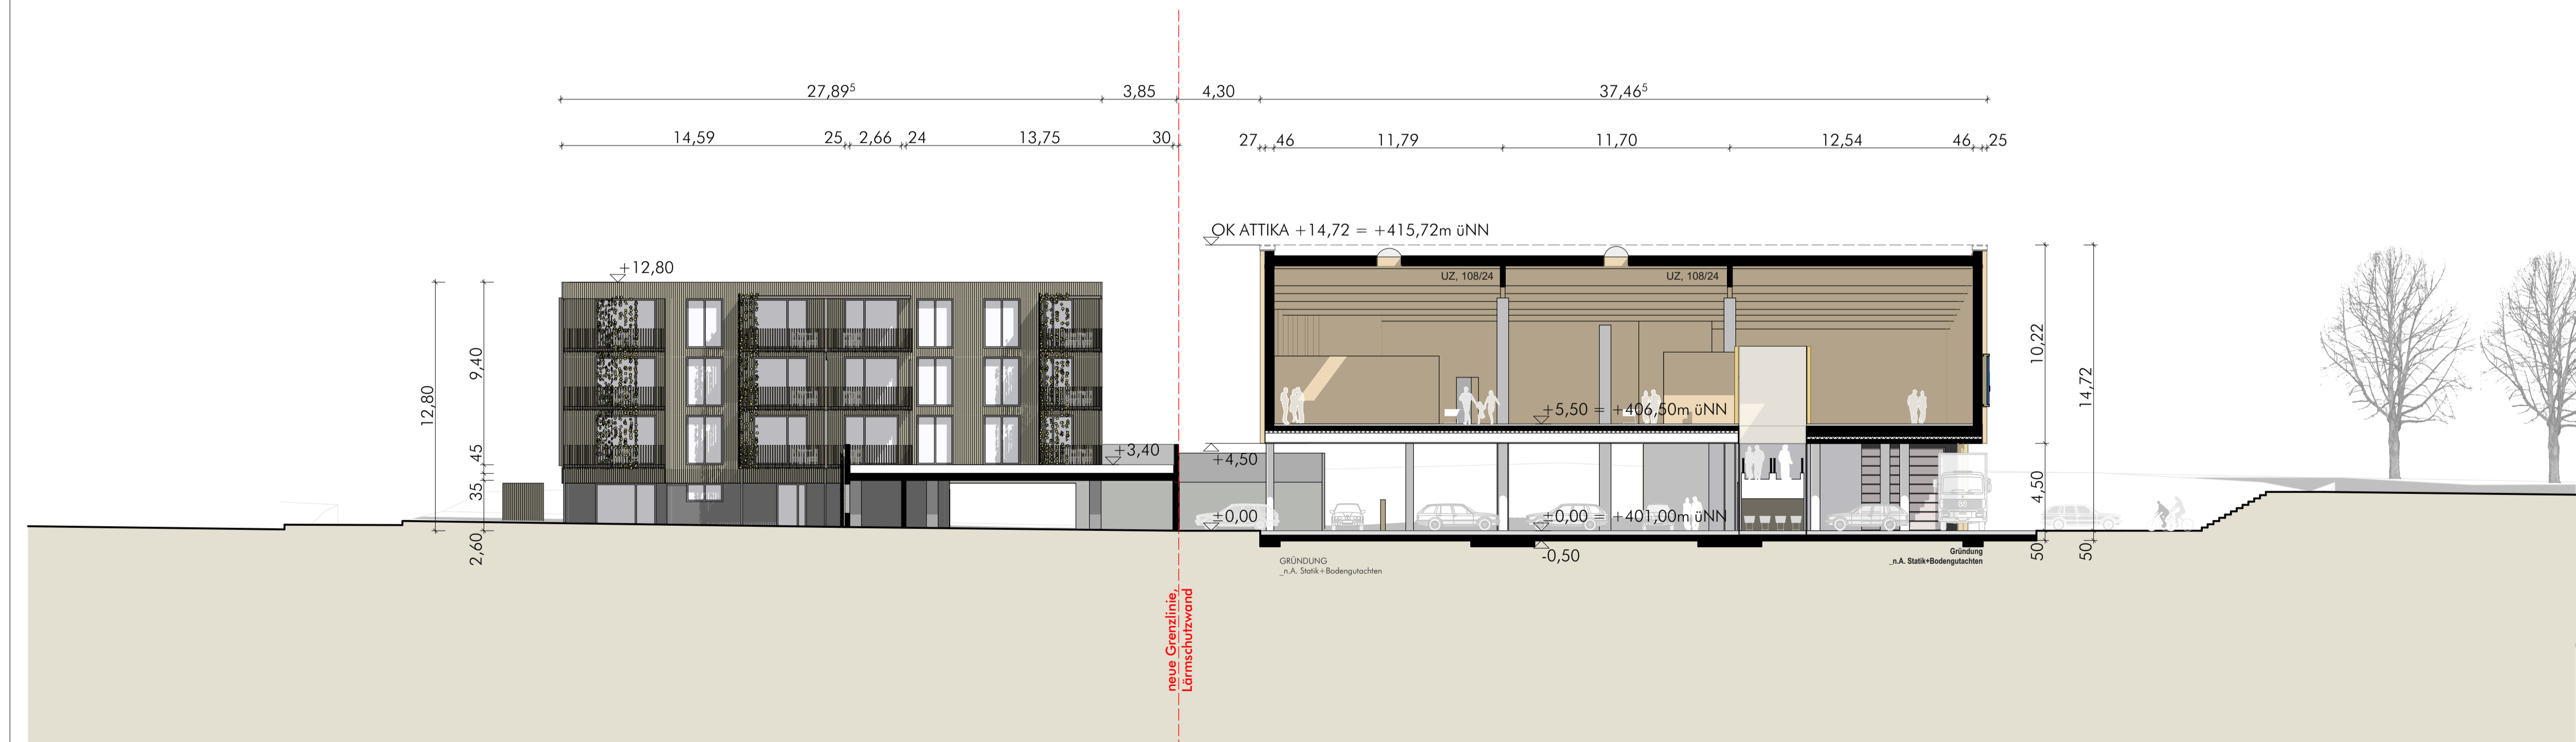 27,89⁵
3,85
4,30
37,46⁵
14,59
25
2,66
24
13,75
30
27
46
11,79
11,70
12,54
46
25
OK ATTIKA +14,72 = +415,72m üNN
+12,80
UZ, 108/24
UZ, 108/24
12,80
9,40
45
35
2,60
+3,40
+4,50
+0,00
+5,50 = +406,50m üNN
+0,00 = +401,00m üNN
-0,50
10,22
4,50
50
14,72
50
GRÜNDUNG
_n.A. Statik+Bodengutachten
Gründung
_n.A. Statik+Bodengutachten
neue Grenzlinie,
Lärmschutzwand